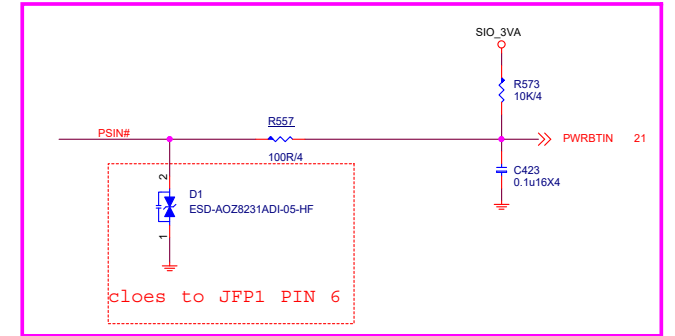 SIO_3VA
R573
10K/4
PSIN#
R557
100R/4
PWRBTIN 21
C423
0.1u16X4
2
D1
ESD-AOZ8231ADI-05-HF
1
cloes to JFP1 PIN 6